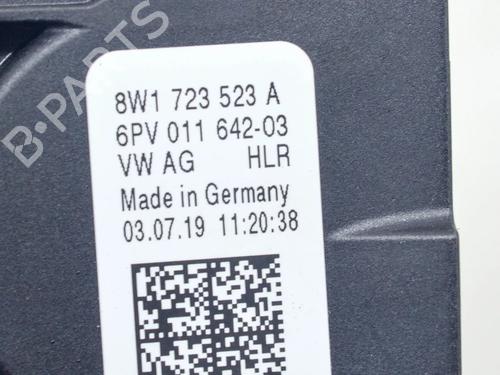 B-PARTS
8W1 723 523 A
6PV 011 642-03
VW AG HLR
Made in Germany
03.07.19 11:20:38